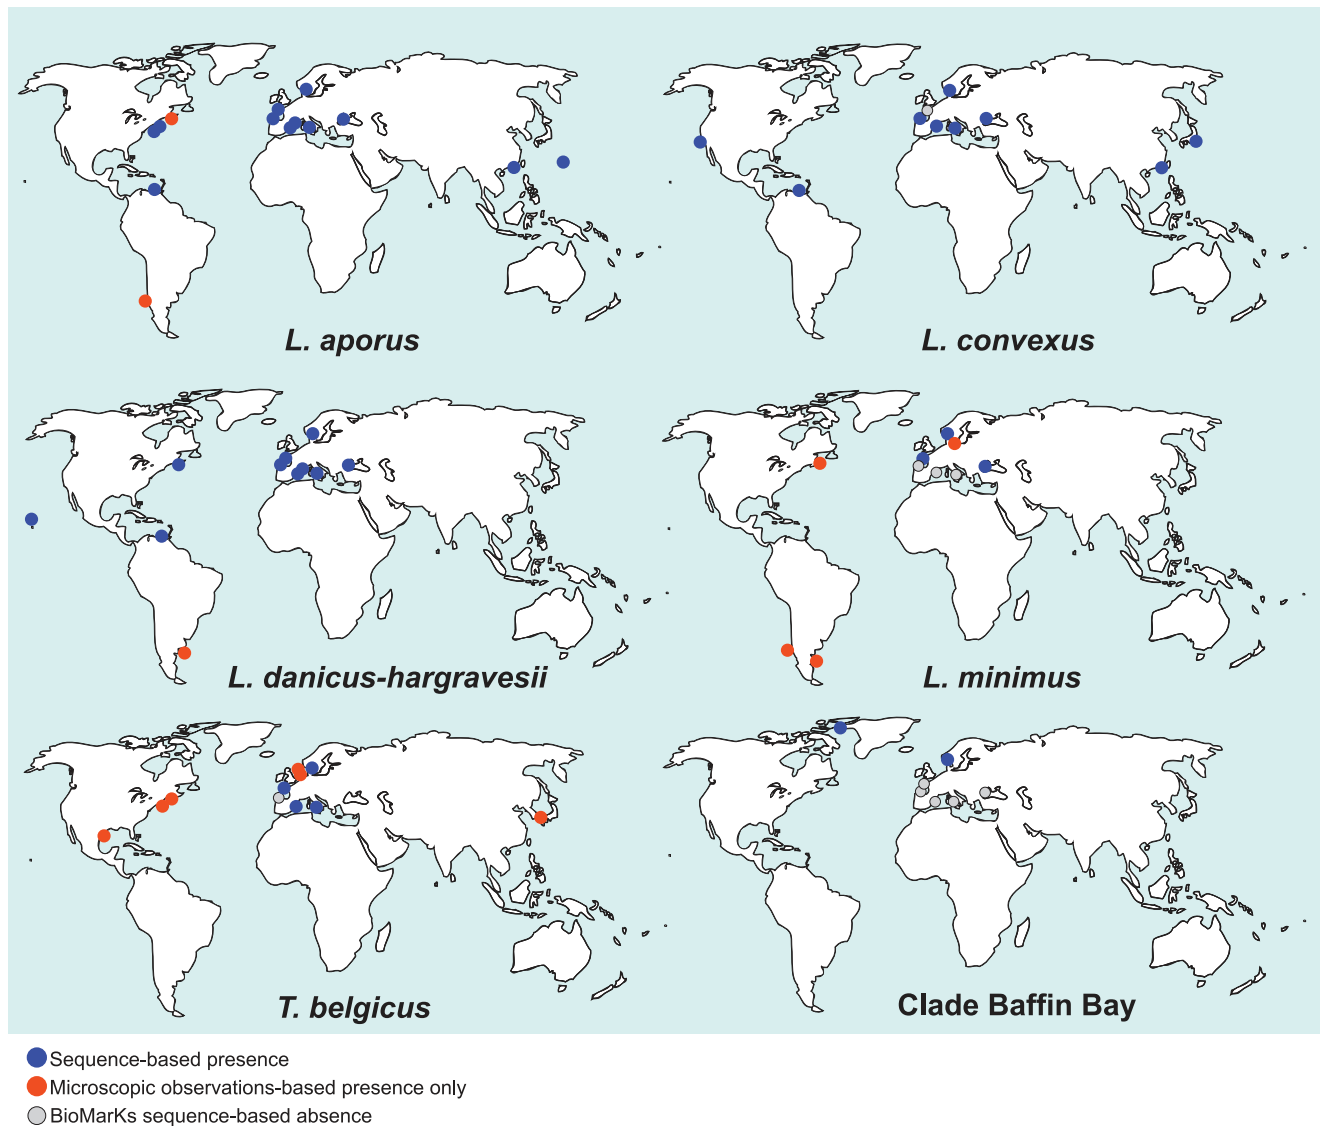 L. aporus
L. convexus
L. danicus-hargravesii
L. minimus
T. belgicus
Clade Baffin Bay
Sequence-based presence
Microscopic observations-based presence only
BioMarKs sequence-based absence